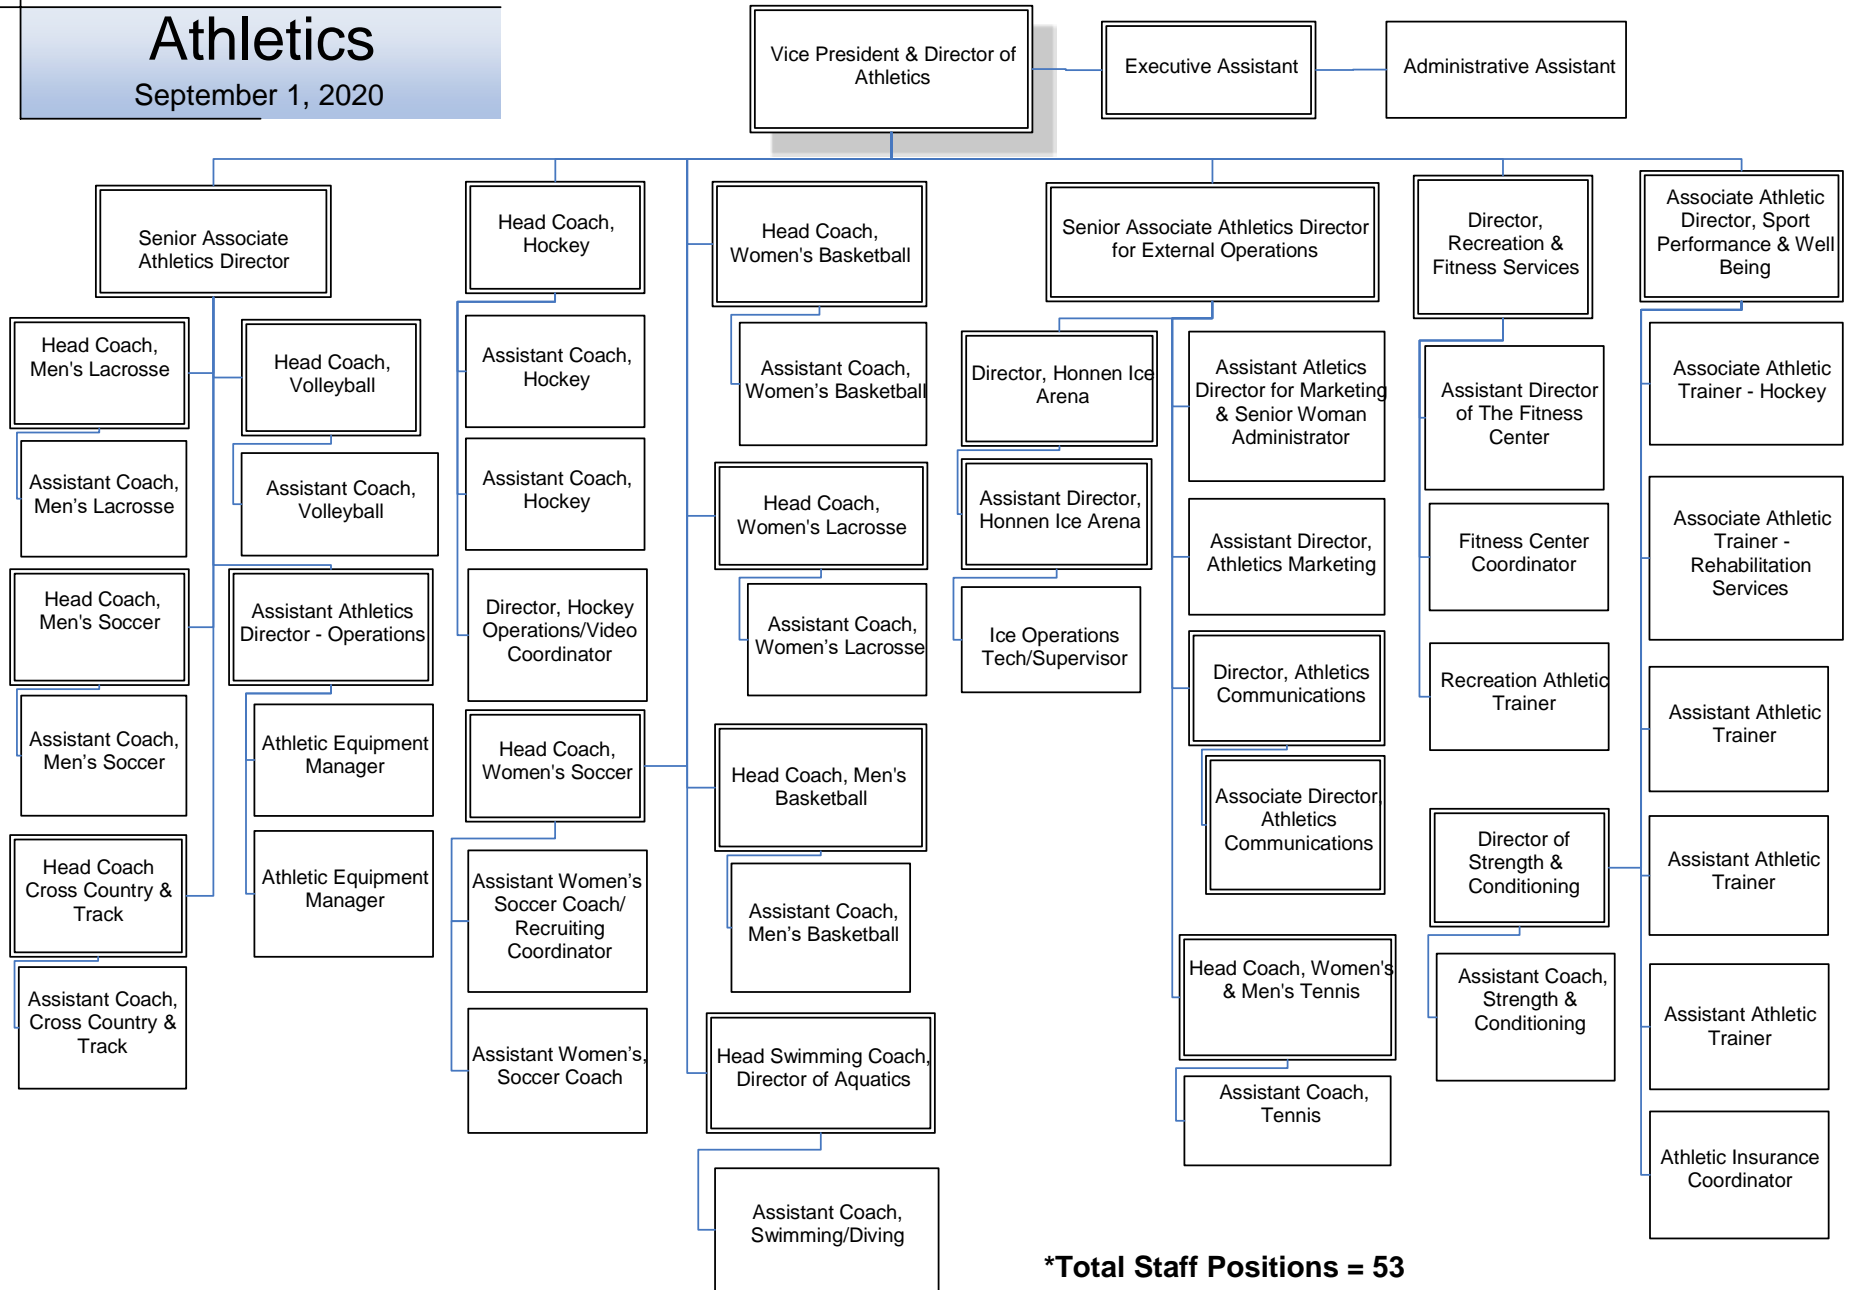 Athletics
September 1, 2020
Vice President & Director of
Athletics
Executive Assistant
Administrative Assistant
Senior Associate
Athletics Director
Head Coach,
Men's Lacrosse
Assistant Coach,
Men’s Lacrosse
Head Coach,
Volleyball
Assistant Coach,
Volleyball
Head Coach,
Men's Soccer
Assistant Coach,
Men’s Soccer
Assistant Athletics
Director - Operations
Athletic Equipment
Manager
Athletic Equipment
Manager
Head Coach
Cross Country &
Track
Assistant Coach,
Cross Country &
Track
Head Coach,
Hockey
Assistant Coach,
Hockey
Assistant Coach,
Hockey
Director, Hockey
Operations/Video
Coordinator
Head Coach,
Women's Soccer
Assistant Women’s
Soccer Coach/
Recruiting
Coordinator
Assistant Women’s,
Soccer Coach
Head Coach,
Women's Basketball
Assistant Coach,
Women’s Basketball
Head Coach,
Women's Lacrosse
Assistant Coach,
Women’s Lacrosse
Head Coach, Men's
Basketball
Assistant Coach,
Men’s Basketball
Head Swimming Coach,
Director of Aquatics
Assistant Coach,
Swimming/Diving
Senior Associate Athletics Director
for External Operations
Director, Honnen Ice
Arena
Assistant Director,
Honnen Ice Arena
Ice Operations
Tech/Supervisor
Assistant Atletics
Director for Marketing
& Senior Woman
Administrator
Assistant Director,
Athletics Marketing
Director, Athletics
Communications
Associate Director,
Athletics
Communications
Head Coach, Women's
& Men's Tennis
Assistant Coach,
Tennis
Director,
Recreation &
Fitness Services
Assistant Director
of The Fitness
Center
Fitness Center
Coordinator
Recreation Athletic
Trainer
Associate Athletic
Director, Sport
Performance & Well
Being
Associate Athletic
Trainer - Hockey
Associate Athletic
Trainer -
Rehabilitation
Services
Assistant Athletic
Trainer
Director of
Strength &
Conditioning
Assistant Coach,
Strength &
Conditioning
Assistant Athletic
Trainer
Assistant Athletic
Trainer
Athletic Insurance
Coordinator
*Total Staff Positions = 53